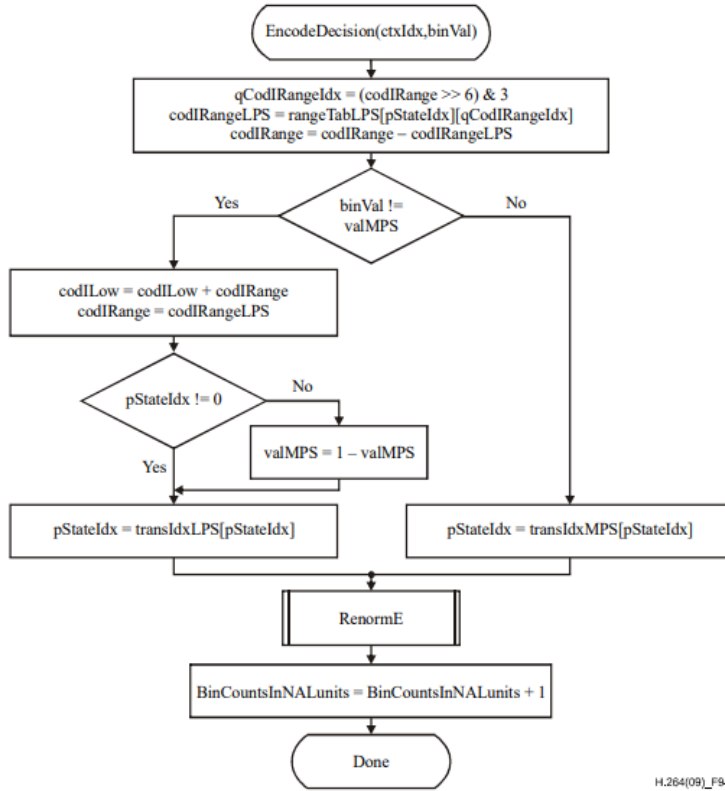 EncodeDecision(ctxIdx,binVal)
qCodIRangeIdx = (codIRange >> 6) & 3
codIRangeLPS = rangeTabLPS[pStateIdx][qCodIRangeIdx]
codIRange = codIRange – codIRangeLPS
binVal !=
valMPS
Yes
No
codILow = codILow + codIRange
codIRange = codIRangeLPS
pStateIdx != 0
No
Yes
valMPS = 1 – valMPS
pStateIdx = transIdxLPS[pStateIdx]
pStateIdx = transIdxMPS[pStateIdx]
RenormE
BinCountsInNALunits = BinCountsInNALunits + 1
Done